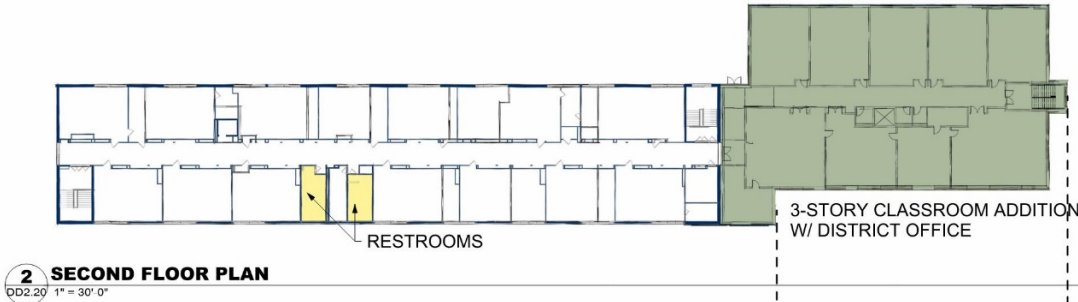 3-STORY CLASSROOM ADDITION
W/ DISTRICT OFFICE
RESTROOMS
2 SECOND FLOOR PLAN
DD2.20 1" = 30'-0"